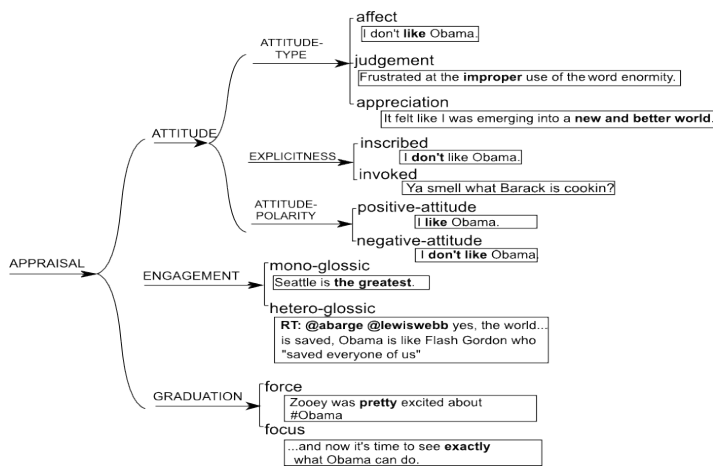 affect
I don't like Obama.
ATTITUDE-
TYPE
judgement
Frustrated at the improper use of the word enormity.
appreciation
It felt like I was emerging into a new and better world.
ATTITUDE
inscribed
I don't like Obama.
EXPLICITNESS
invoked
Ya smell what Barack is cookin?
ATTITUDE-
POLARITY
positive-attitude
I like Obama.
negative-attitude
I don't like Obama.
APPRAISAL
ENGAGEMENT
mono-glossic
Seattle is the greatest.
hetero-glossic
RT: @abarge @lewiswebb yes, the world...
is saved, Obama is like Flash Gordon who
"saved everyone of us"
GRADUATION
force
Zooey was pretty excited about
#Obama
focus
...and now it's time to see exactly
what Obama can do.